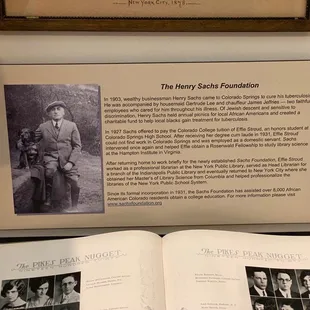 NEW YORK CITY, 1898
The Henry Sachs Foundation
In 1903, wealthy businessman Henry Sachs came to Colorado Springs to cure his tuberculosis.
He was accompanied by housemaid Gertrude Lee and chauffeur James Jeffries — two faithful
employees who cared for him throughout his illness. Of Jewish descent and sensitive to
discrimination, Henry Sachs held annual picnics for local African Americans and created a
charitable fund to help local blacks gain treatment for tuberculosis.
In 1927 Sachs offered to pay the Colorado College tuition of Effie Stroud, an honors student at
Colorado Springs High School. After receiving her degree cum laude in 1931, Effie Stroud
could not find work in Colorado Springs and was employed as a domestic servant. Sachs
intervened once again and helped Effie obtain a Rosenwald Fellowship to study library science
at the Hampton Institute in Virginia.
After returning home to work briefly for the newly established Sachs Foundation, Effie Stroud
worked as a professional librarian at the New York Public Library, served as Head Librarian for
a branch of the Indianapolis Public Library and eventually returned to New York City where she
obtained her Master's of Library Science from Columbia and helped professionalize the
libraries of the New York Public School System.
Since its formal incorporation in 1931, the Sachs Foundation has assisted over 8,000 African
American Colorado residents obtain a college education. For more information please visit
www.sachsfoundation.org
The PIKES PEAK NUGGET
The PIKES PEAK NUGGET